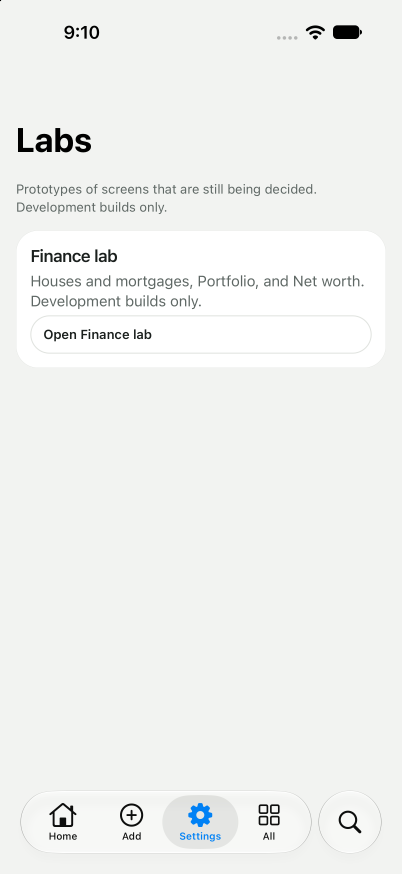 9:10
Labs
Prototypes of screens that are still being decided.
Development builds only.
Finance lab
Houses and mortgages, Portfolio, and Net worth.
Development builds only.
Open Finance lab
Home
Add
Settings
All